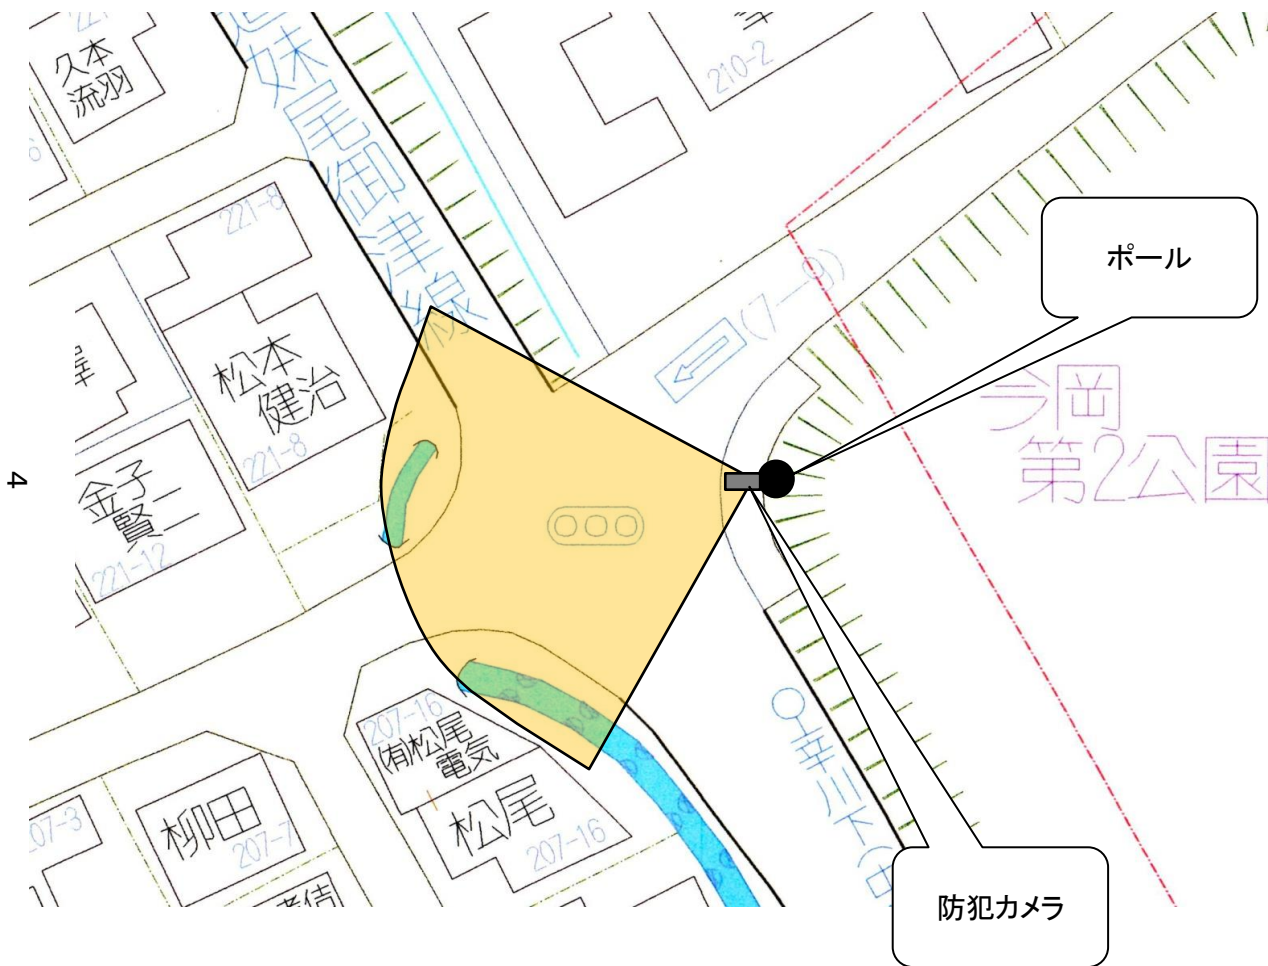 久本
流羽
妹尾御津線
210-2
221-8
松本
健治
221-8
(7-9)
ポール
今岡
第2公園
金子
賢二
221-12
4
207-16
(有)松尾
電気
松尾
207-16
柳田
207-7
07-3
防犯カメラ